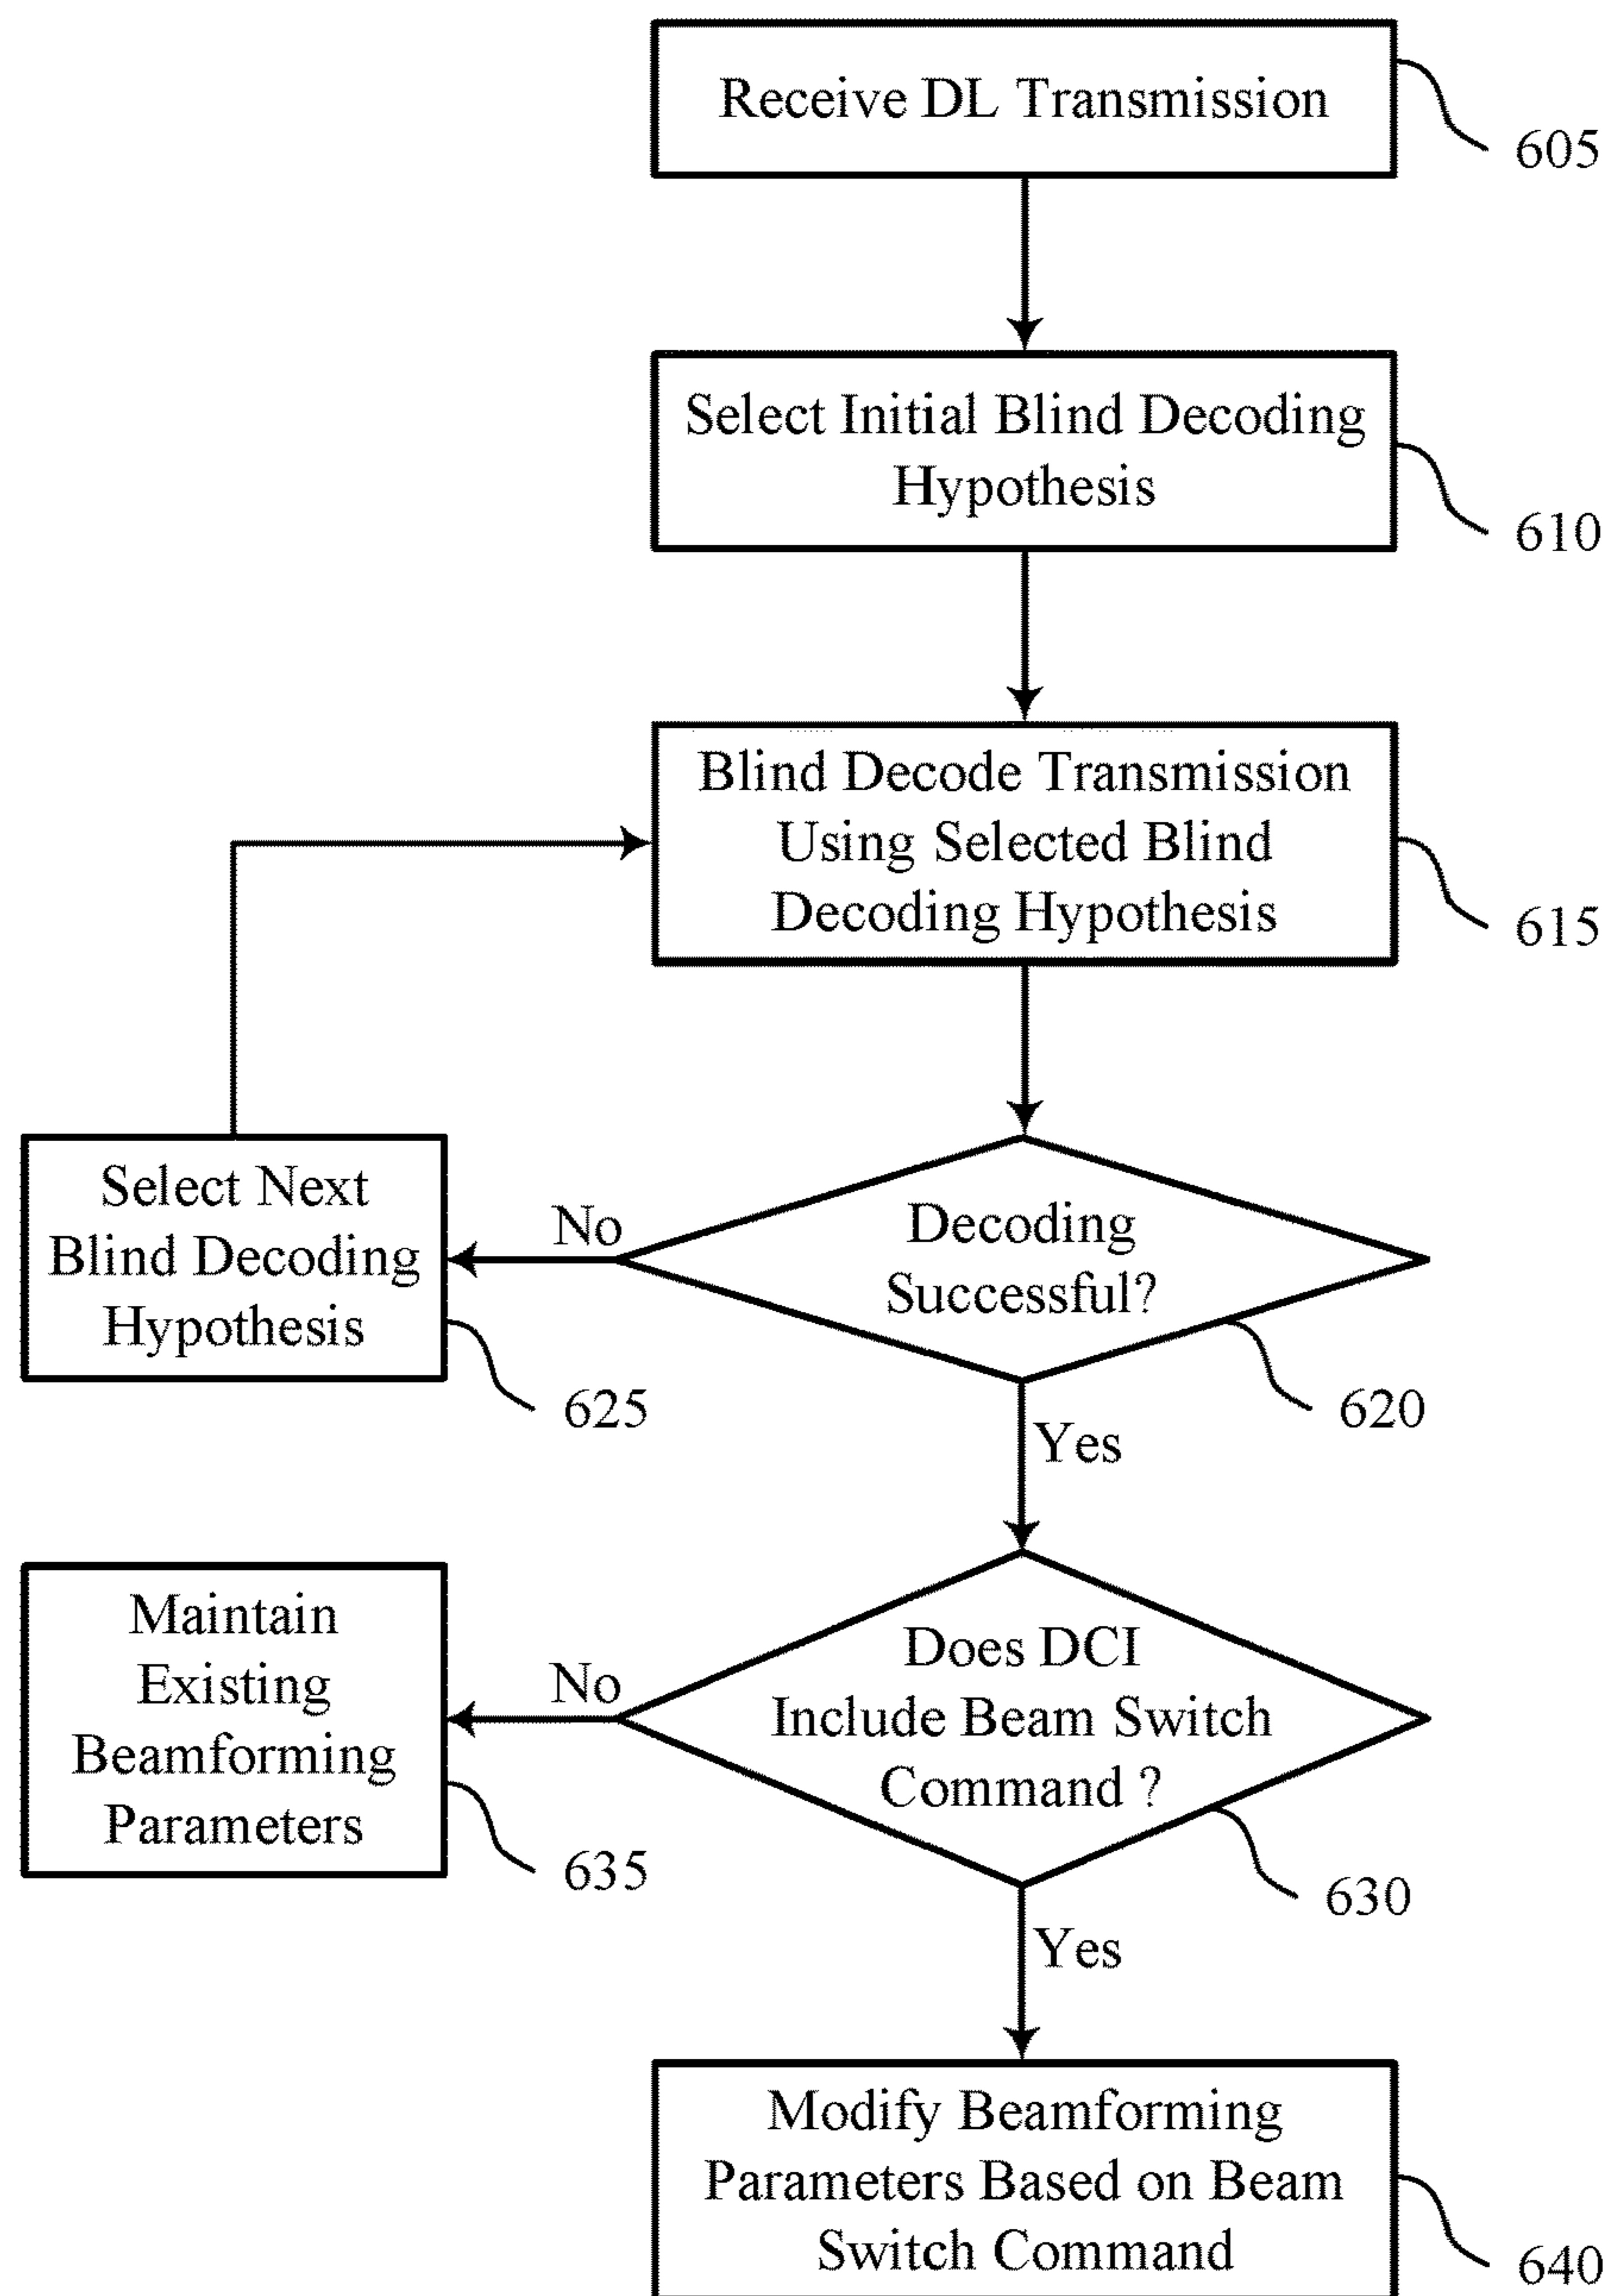 Receive DL Transmission
605
Select Initial Blind Decoding
Hypothesis
610
Blind Decode Transmission
Using Selected Blind
Decoding Hypothesis
615
Decoding
Successful?
620
No
Select Next
Blind Decoding
Hypothesis
625
Yes
Does DCI
Include Beam Switch
Command ?
630
No
Maintain
Existing
Beamforming
Parameters
635
Yes
Modify Beamforming
Parameters Based on Beam
Switch Command
640